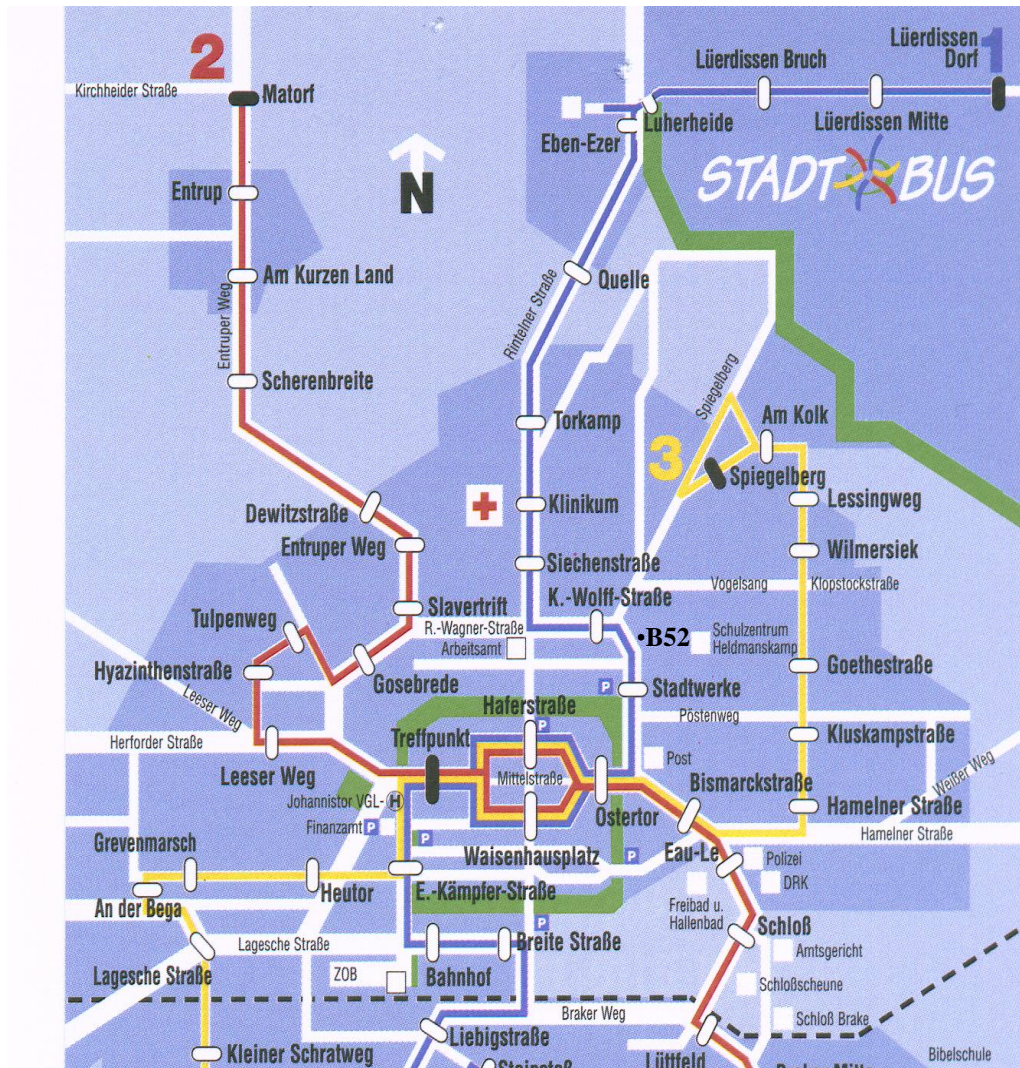 2
1
Lüerdissen
Dorf
Lüerdissen Bruch
Kirchheider Straße
Matorf
Luherheide
Lüerdissen Mitte
Eben-Ezer
N
STADT BUS
Entrup
Am Kurzen Land
Quelle
Entruper Weg
Rintelner Straße
Scherenbreite
Spiegelberg
Torkamp
Am Kolk
3
Spiegelberg
Dewitzstraße
Klinikum
Lessingweg
Entruper Weg
Wilmersiek
Siechenstraße
Vogelsang
Klopstockstraße
K.-Wolff-Straße
Slavertrift
Tulpenweg
R.-Wagner-Straße
Arbeitsamt
•B52
Schulzentrum
Heldmanskamp
Hyazinthenstraße
Gosebrede
Goethestraße
P
Stadtwerke
Leeser Weg
Haferstraße
P
Pöstenweg
Herforder Straße
Treffpunkt
Kluskampstraße
Post
Leeser Weg
Mittelstraße
Bismarckstraße
Weißer Weg
Johannistor VGL-
H
Hamelner Straße
Ostertor
Finanzamt
P
P
Hamelner Straße
Grevenmarsch
Waisenhausplatz
P
Eau-Le
Polizei
Heutor
E.-Kämpfer-Straße
DRK
An der Bega
Freibad u.
Hallenbad
P
Schloß
Lagesche Straße
Breite Straße
Amtsgericht
Lagesche Straße
ZOB
Bahnhof
Schloßscheune
Braker Weg
Schloß Brake
Liebigstraße
Kleiner Schratweg
Lüttfeld
Bibelschule